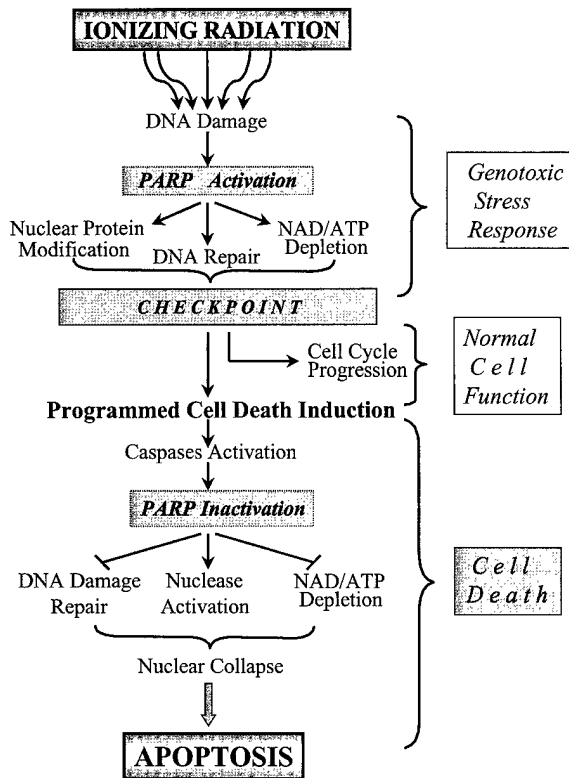 IONIZING RADIATION
DNA Damage
PARP Activation
Nuclear Protein
Modification
DNA Repair
NAD/ATP
Depletion
Genotoxic
Stress
Response
CHECKPOINT
Cell Cycle
Progression
Normal
Cell
Function
Programmed Cell Death Induction
Caspases Activation
PARP Inactivation
DNA Damage
Repair
Nuclease
Activation
NAD/ATP
Depletion
Cell
Death
Nuclear Collapse
APOPTOSIS